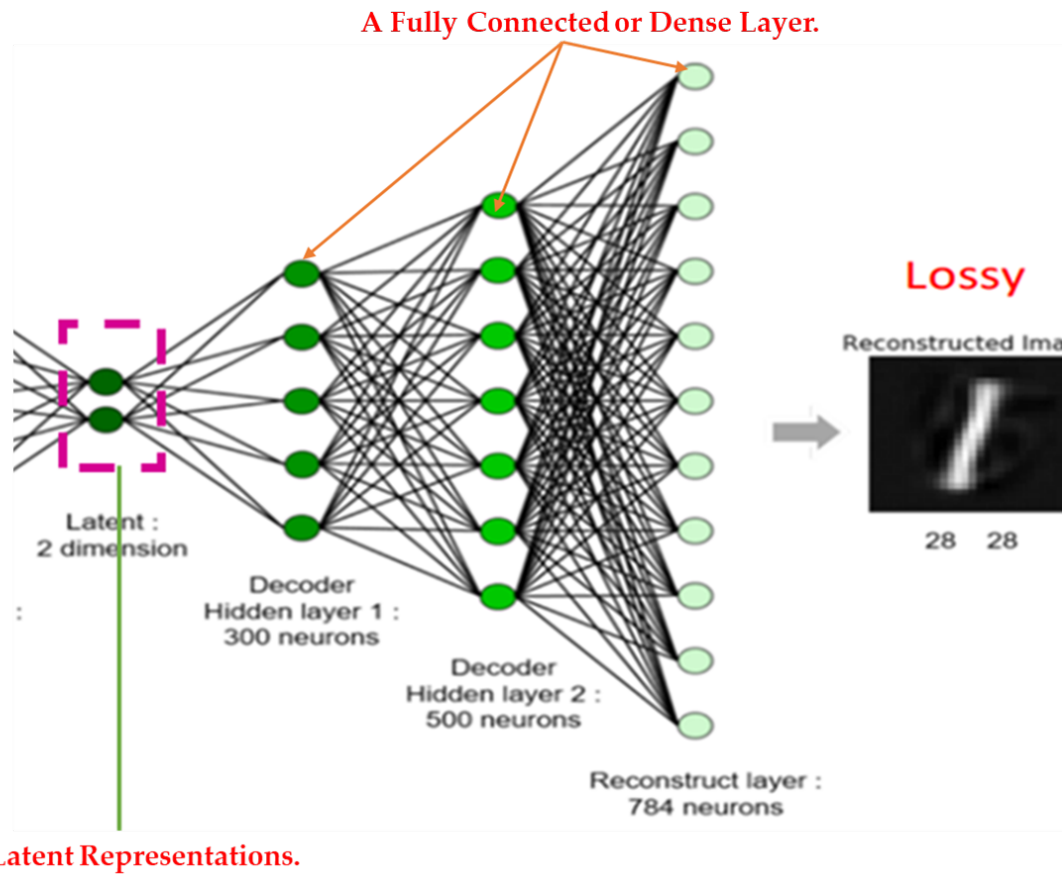 A Fully Connected or Dense Layer.
Lossy
Reconstructed Ima
28 28
Latent :
2 dimension
:
Decoder
Hidden layer 1 :
300 neurons
Decoder
Hidden layer 2 :
500 neurons
Reconstruct layer :
784 neurons
Latent Representations.